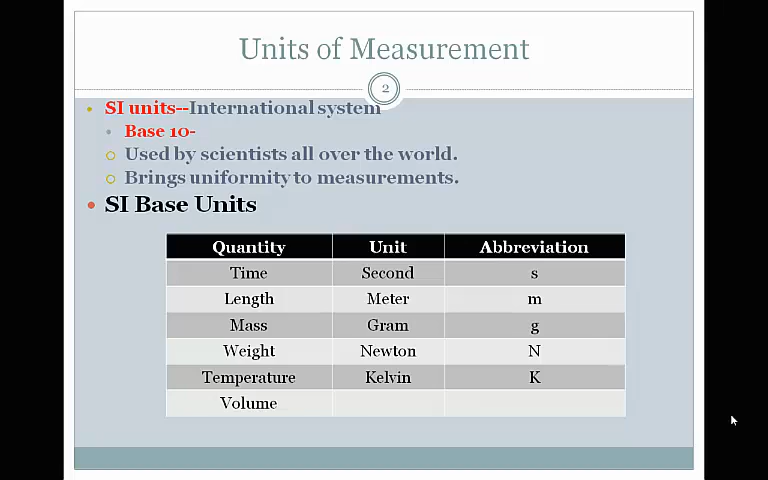 Units of Measurement
2
SI units--International system
Base 10-
Used by scientists all over the world.
Brings uniformity to measurements.
SI Base Units
Quantity Unit Abbreviation
Time Second s
Length Meter m
Mass Gram g
Weight Newton N
Temperature Kelvin K
Volume